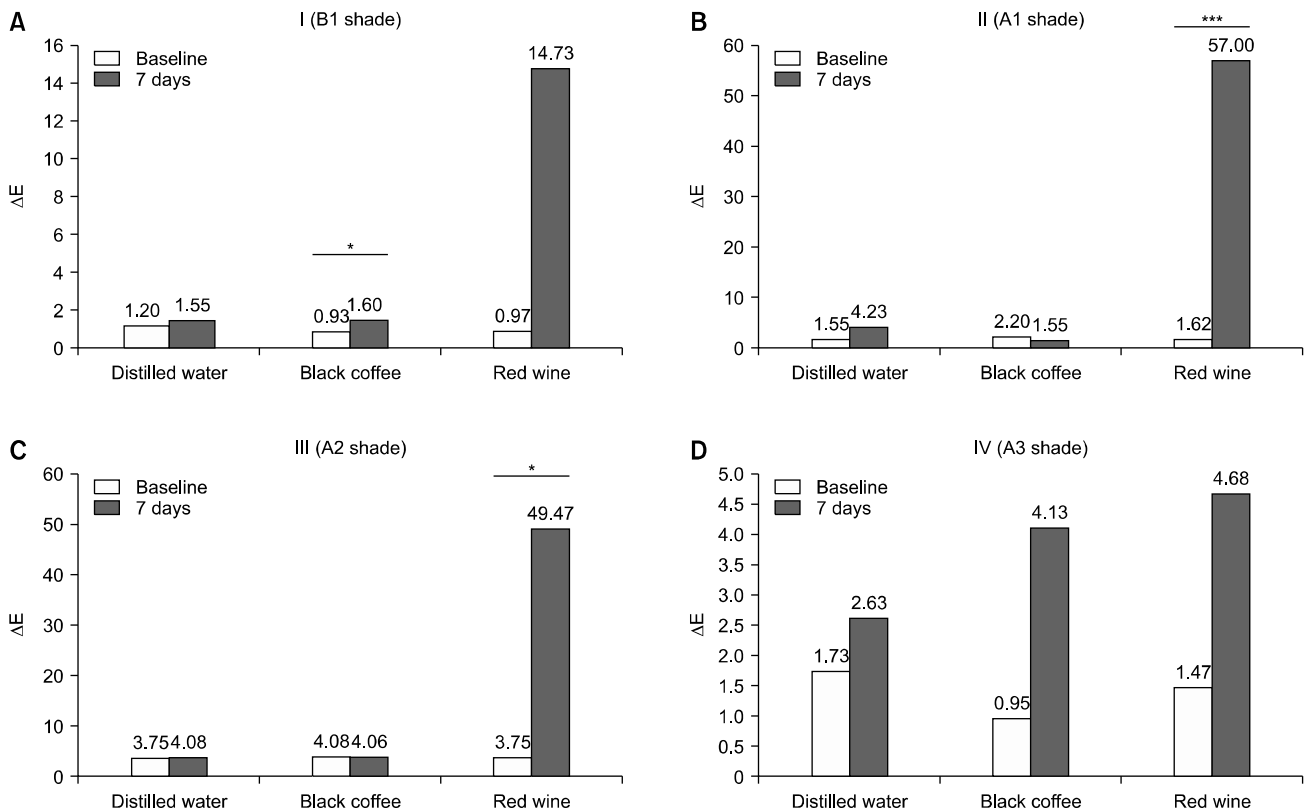 A
I (B1 shade)
Baseline
7 days
ΔE
16
14
12
10
8
6
4
2
0
1.20
1.55
*
0.93
1.60
0.97
14.73
Distilled water
Black coffee
Red wine
B
II (A1 shade)
Baseline
7 days
ΔE
60
50
40
30
20
10
0
1.55
4.23
2.20
1.55
***
1.62
57.00
Distilled water
Black coffee
Red wine
C
III (A2 shade)
Baseline
7 days
ΔE
60
50
40
30
20
10
0
3.75
4.08
4.08
4.06
*
3.75
49.47
Distilled water
Black coffee
Red wine
D
IV (A3 shade)
Baseline
7 days
ΔE
5.0
4.5
4.0
3.5
3.0
2.5
2.0
1.5
1.0
0.5
0
1.73
2.63
0.95
4.13
1.47
4.68
Distilled water
Black coffee
Red wine